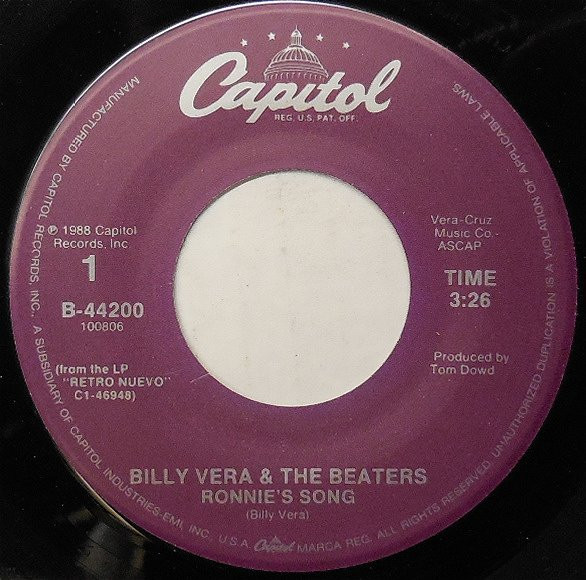 Capitol
REG. U.S. PAT. OFF.
℗ 1988 Capitol
Records, Inc.
1
B-44200
100806
(from the LP
"RETRO NUEVO"
C1-46948)
Vera-Cruz
Music Co.-
ASCAP
TIME
3:26
Produced by
Tom Dowd
BILLY VERA & THE BEATERS
RONNIE'S SONG
(Billy Vera)
MANUFACTURED BY CAPITOL RECORDS, INC., A SUBSIDIARY OF CAPITOL INDUSTRIES-EMI, INC., U.S.A. Capitol MARCA REG. ALL RIGHTS RESERVED. UNAUTHORIZED DUPLICATION IS A VIOLATION OF APPLICABLE LAWS.